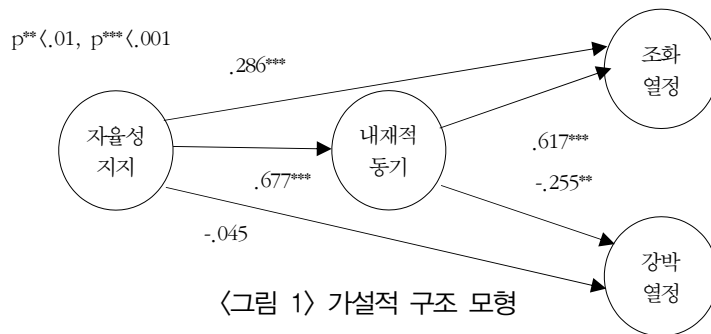 p**<.01, p***<.001
.286***
조화
열정
자율성
지지
내재적
동기
.677***
.617***
-.255**
-.045
강박
열정
〈그림 1〉 가설적 구조 모형